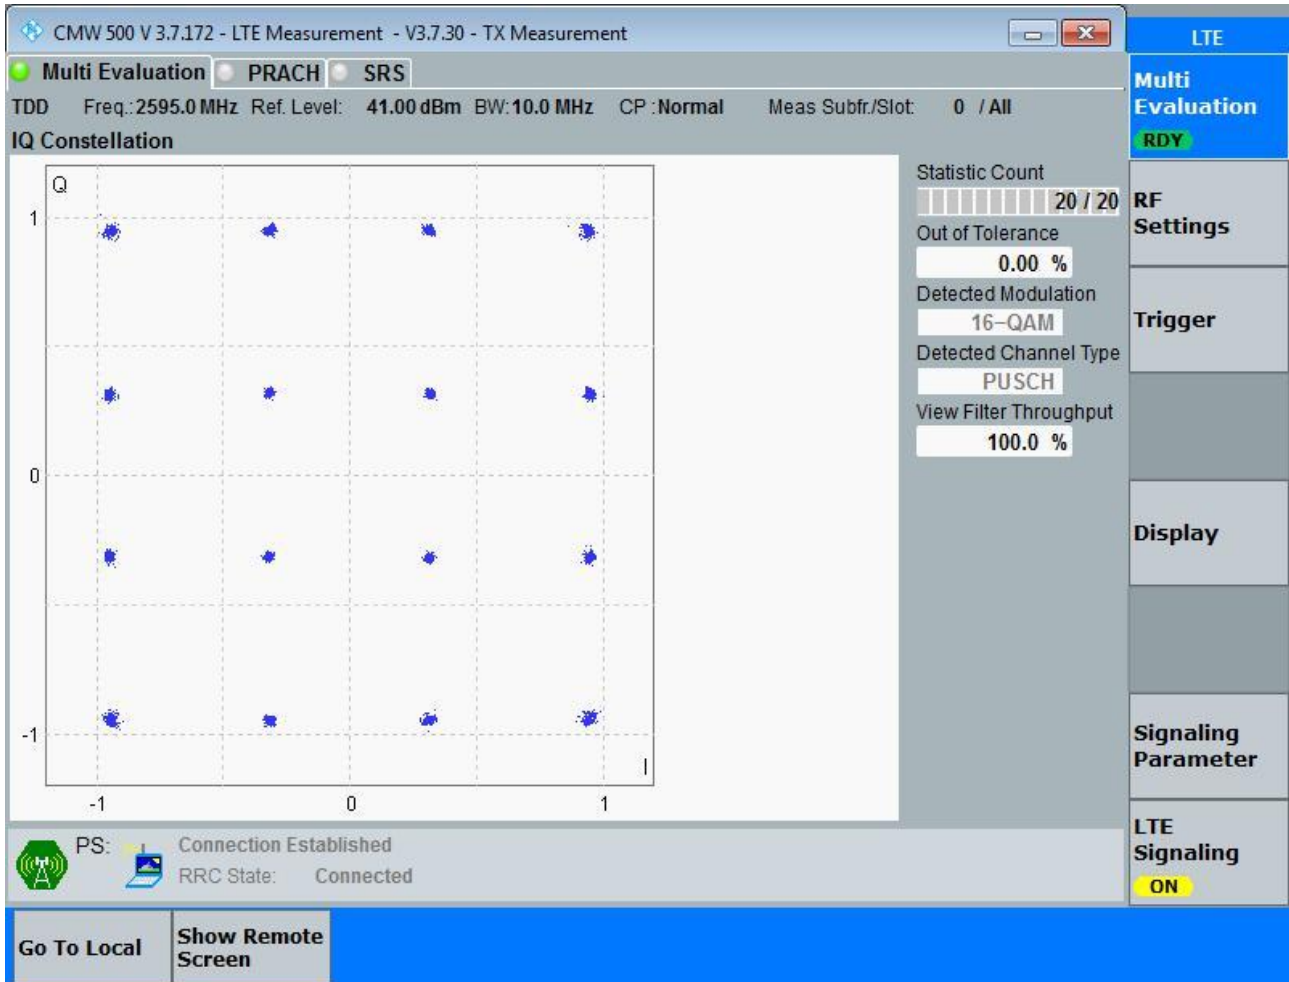 CMW 500 V 3.7.172 - LTE Measurement - V3.7.30 - TX Measurement
LTE
Multi Evaluation PRACH SRS
TDD Freq.: 2595.0 MHz Ref. Level: 41.00 dBm BW: 10.0 MHz CP : Normal Meas Subfr./Slot: 0 / All
IQ Constellation
Q
1
0
-1
I
-1 0 1
Statistic Count
20 / 20
Out of Tolerance
0.00 %
Detected Modulation
16-QAM
Detected Channel Type
PUSCH
View Filter Throughput
100.0 %
Multi
Evaluation
RDY
RF
Settings
Trigger
Display
Signaling
Parameter
LTE
Signaling
ON
PS: Connection Established
RRC State: Connected
Go To Local
Show Remote
Screen